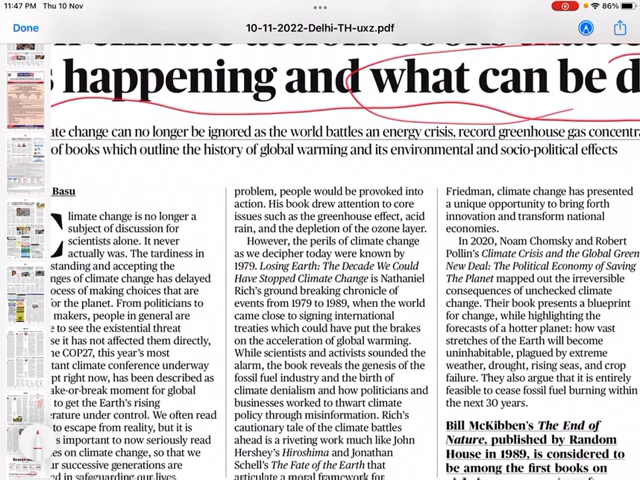 11:47 PM Thu 10 Nov
86%
Done
10-11-2022-Delhi-TH-uxz.pdf
happening and what can be d
ate change can no longer be ignored as the world battles an energy crisis, record greenhouse gas concentra
of books which outline the history of global warming and its environmental and socio-political effects
Basu
limate change is no longer a
subject of discussion for
scientists alone. It never
actually was. The tardiness in
standing and accepting the
nges of climate change has delayed
ocess of making choices that are
for the planet. From politicians to
makers, people in general are
e to see the existential threat
se it has not affected them directly,
he COP27, this year's most
tant climate conference underway
pt right now, has been described as
ake-or-break moment for global
to get the Earth's rising
erature under control. We often read
to escape from reality, but it is
s important to now seriously read
es on climate change, so that we
ur successive generations are
ed in safeguarding our lives
problem, people would be provoked into
action. His book drew attention to core
issues such as the greenhouse effect, acid
rain, and the depletion of the ozone layer.
However, the perils of climate change
as we decipher today were known by
1979. Losing Earth: The Decade We Could
Have Stopped Climate Change is Nathaniel
Rich's ground breaking chronicle of
events from 1979 to 1989, when the world
came close to signing international
treaties which could have put the brakes
on the acceleration of global warming.
While scientists and activists sounded the
alarm, the book reveals the genesis of the
fossil fuel industry and the birth of
climate denialism and how politicians and
businesses worked to thwart climate
policy through misinformation. Rich's
cautionary tale of the climate battles
ahead is a riveting work much like John
Hershey's Hiroshima and Jonathan
Schell's The Fate of the Earth that
articulate a moral framework for
Friedman, climate change has presented
a unique opportunity to bring forth
innovation and transform national
economies.
In 2020, Noam Chomsky and Robert
Pollin's Climate Crisis and the Global Green
New Deal: The Political Economy of Saving
The Planet mapped out the irreversible
consequences of unchecked climate
change. Their book presents a blueprint
for change, while highlighting the
forecasts of a hotter planet: how vast
stretches of the Earth will become
uninhabitable, plagued by extreme
weather, drought, rising seas, and crop
failure. They also argue that it is entirely
feasible to cease fossil fuel burning within
the next 30 years.
Bill McKibben's The End of
Nature, published by Random
House in 1989, is considered to
be among the first books on